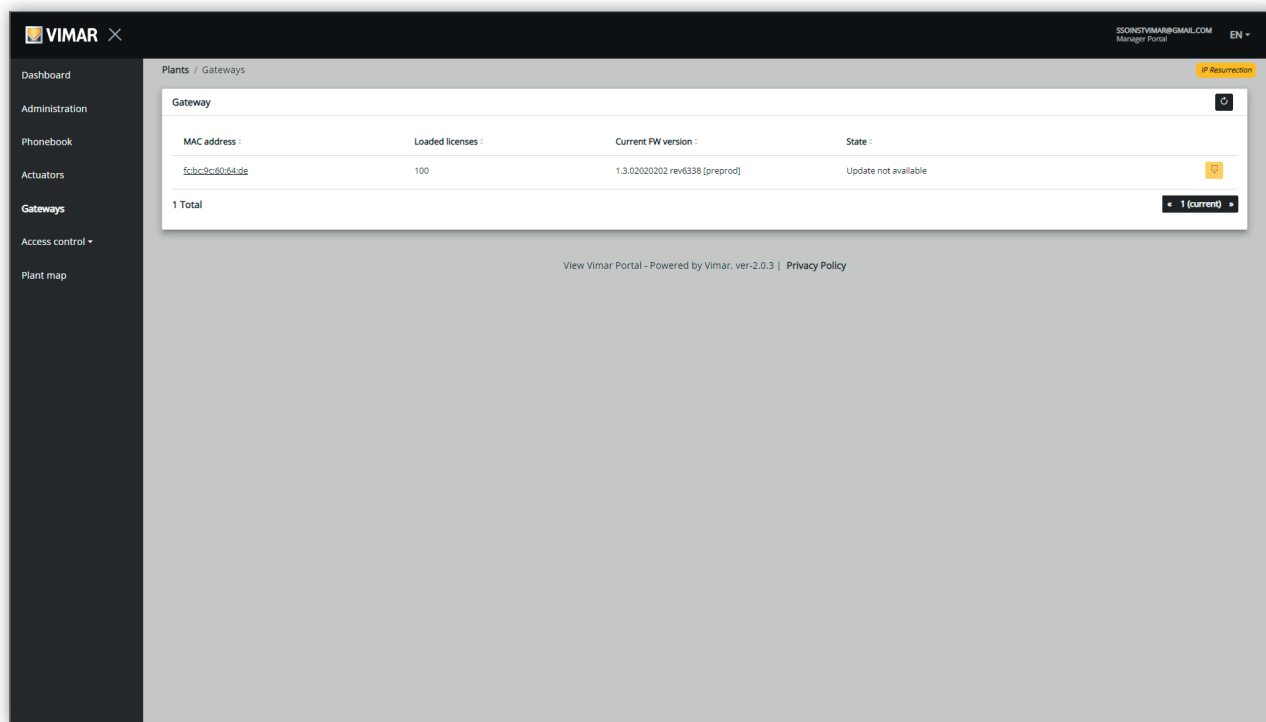 VIMAR
SSOINSTVIMAR@GMAIL.COM
Manager Portal
EN
Dashboard
Administration
Phonebook
Actuators
Gateways
Access control
Plant map
Plants / Gateways
IP Resurrection
Gateway
MAC address Loaded licenses Current FW version State
fc:bc:9c:60:64:de 100 1.3.02020202 rev6338 [preprod] Update not available
1 Total
« 1 (current) »
View Vimar Portal - Powered by Vimar, ver-2.0.3 | Privacy Policy